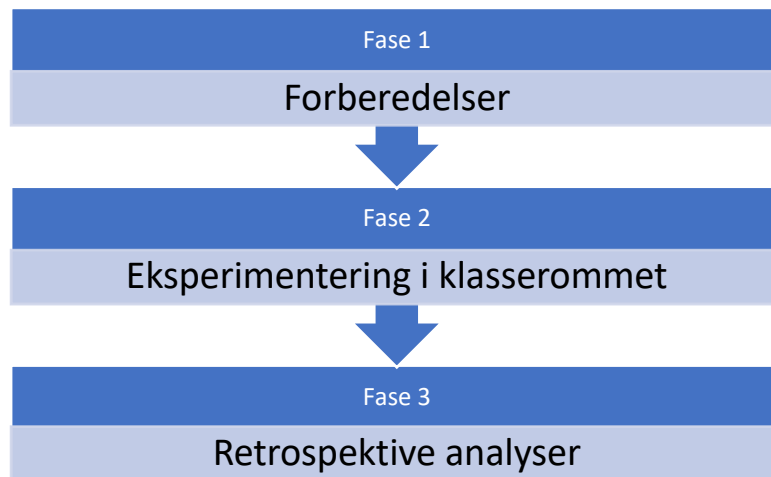 Fase 1
Forberedelser
Fase 2
Eksperimentering i klasserommet
Fase 3
Retrospektive analyser